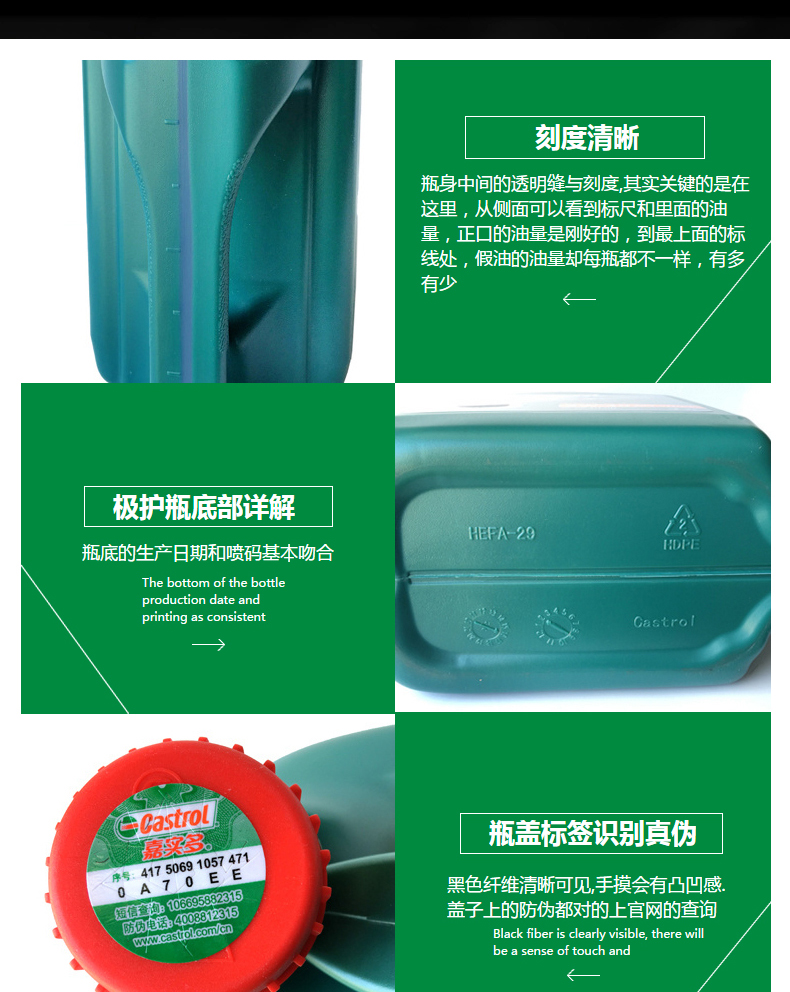 刻度清晰
瓶身中间的透明缝与刻度,其实关键的是在
这里，从侧面可以看到标尺和里面的油
量，正口的油量是刚好的，到最上面的标
线处，假油的油量却每瓶都不一样，有多
有少
极护瓶底部详解
瓶底的生产日期和喷码基本吻合
The bottom of the bottle
production date and
printing as consistent
HEFA-29
2
HDPE
Castrol
Castrol
嘉实多
序号: 417 5069 1057 471
0 A 7 0 E E
短信查询: 106695882315
防伪电话: 4008812315
www.castrol.com/cn
瓶盖标签识别真伪
黑色纤维清晰可见,手摸会有凸凹感.
盖子上的防伪都对的上官网的查询
Black fiber is clearly visible, there will
be a sense of touch and